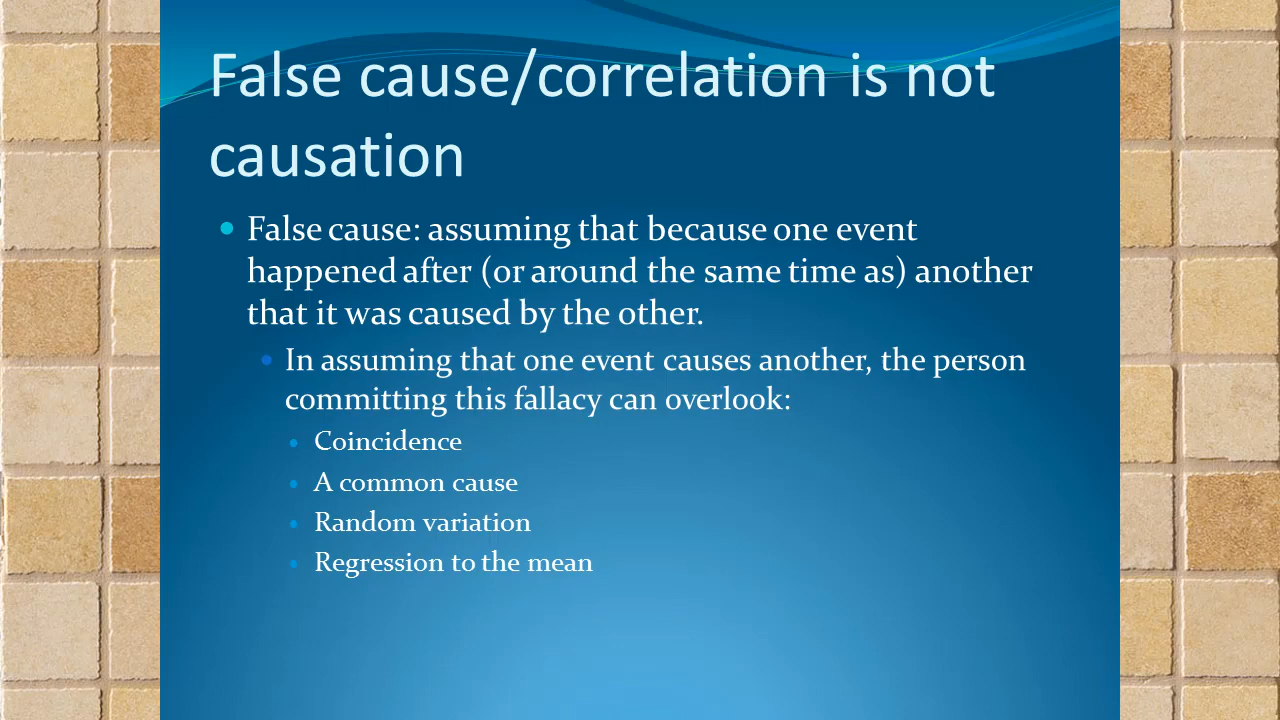 False cause/correlation is not
causation
False cause: assuming that because one event
happened after (or around the same time as) another
that it was caused by the other.
In assuming that one event causes another, the person
committing this fallacy can overlook:
Coincidence
A common cause
Random variation
Regression to the mean